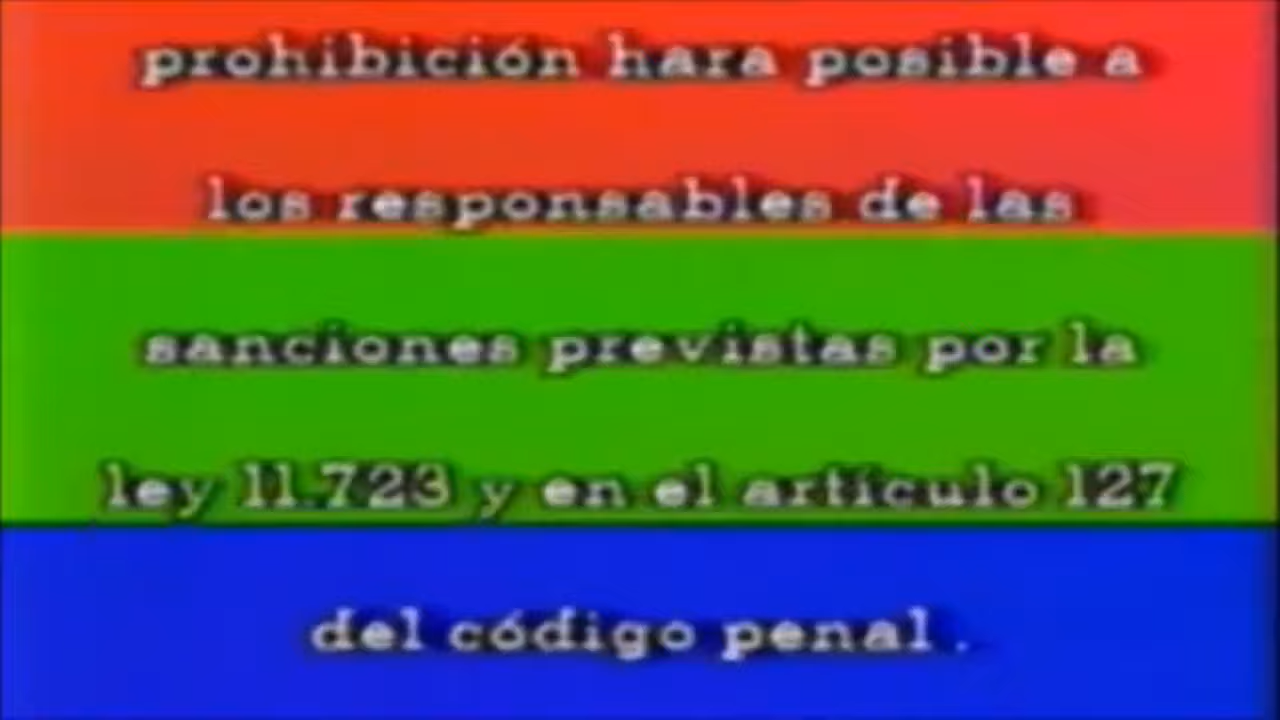 prohibición hara posible a
los responsables de las
sanciones previstas por la
ley 11.723 y en el artículo 127
del código penal .